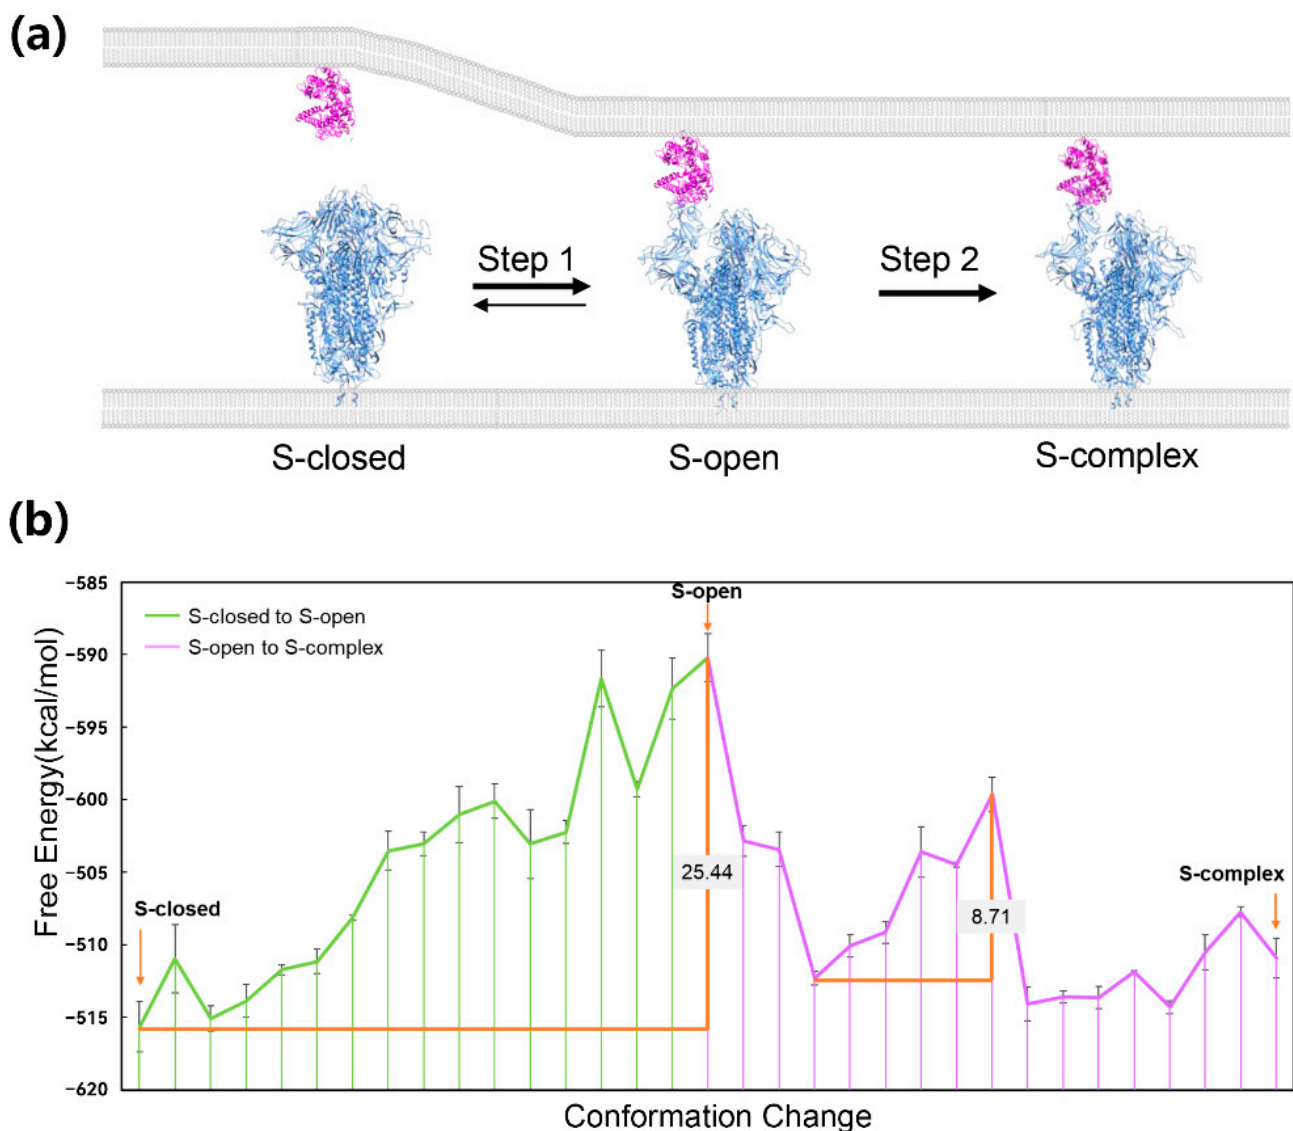 (a)
Step 1
Step 2
S-closed
S-open
S-complex
(b)
−585
−590
−595
−600
−505
−510
−515
−620
Free Energy(kcal/mol)
S-closed to S-open
S-open to S-complex
S-open
S-closed
S-complex
25.44
8.71
Conformation Change